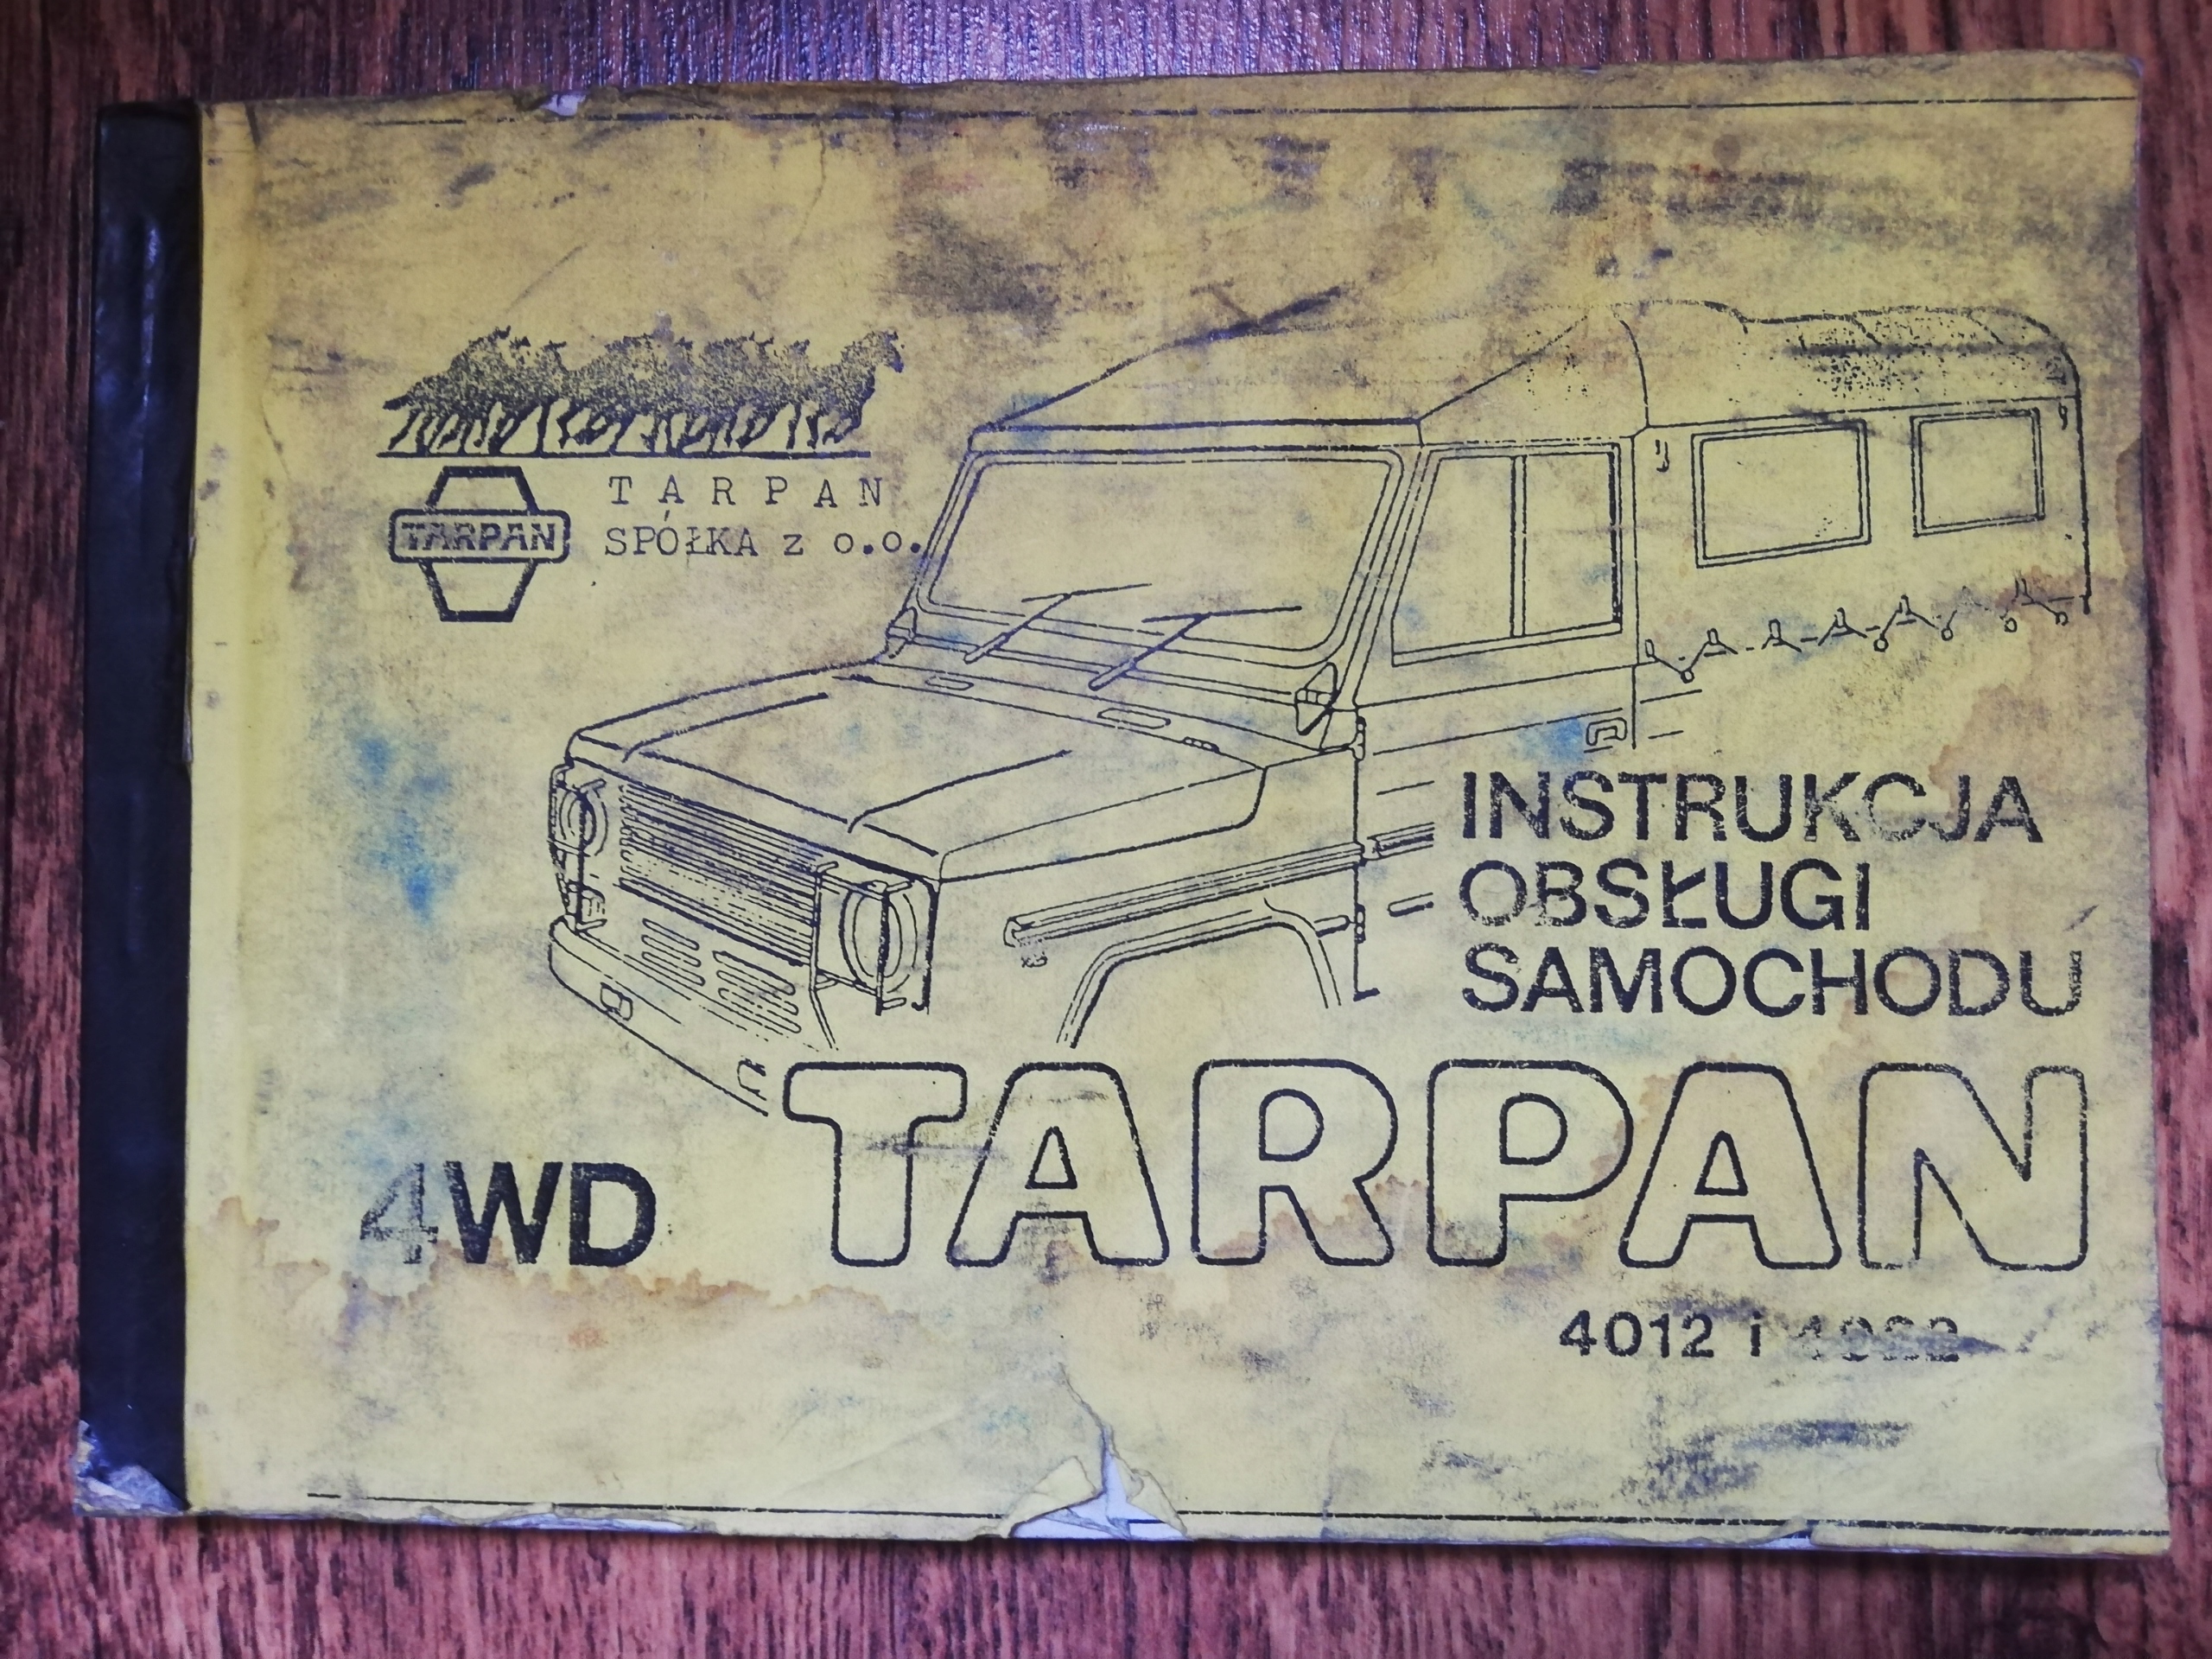 TARPAN
TARPAN
SPÓŁKA z o.o.
INSTRUKCJA
OBSŁUGI
SAMOCHODU
4WD TARPAN
4012 i